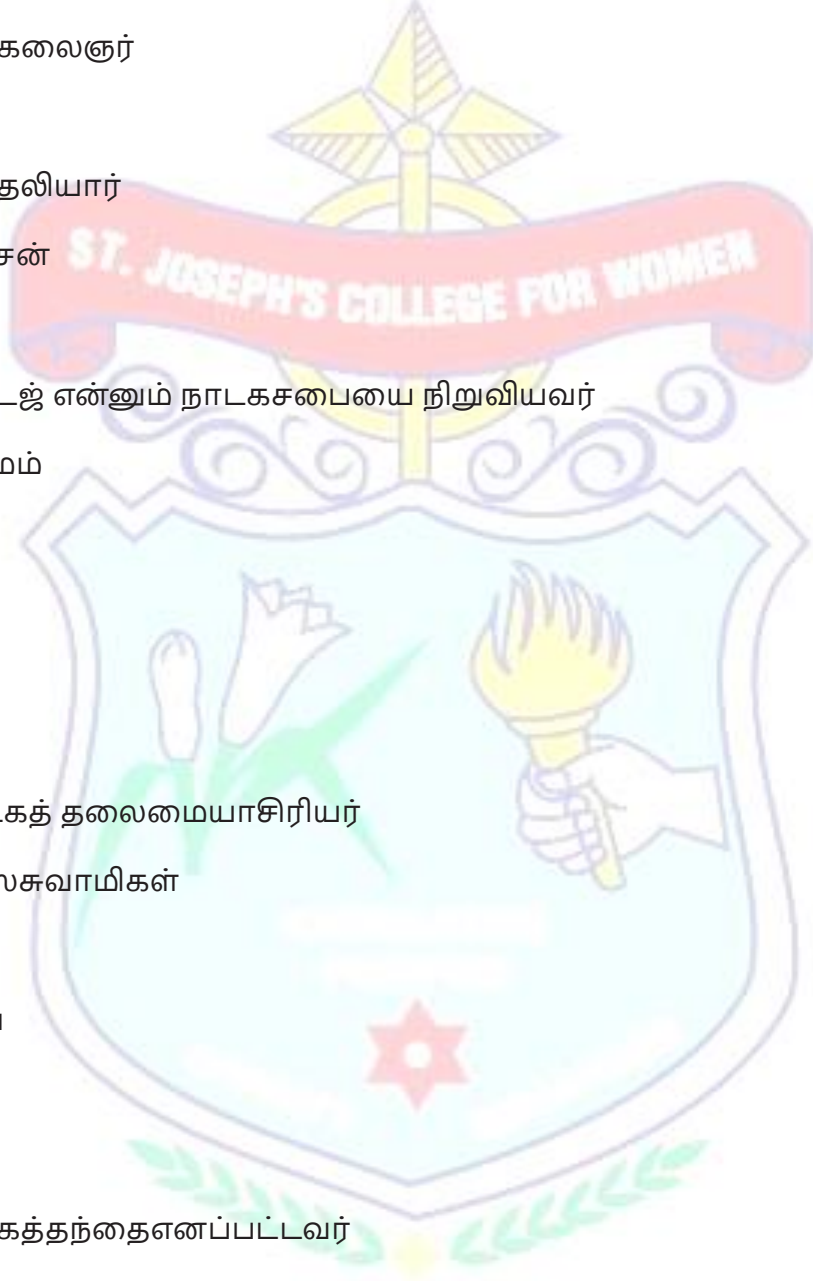 கலைஞர்
தலியார்
சன்
ST. JOSEPH'S COLLEGE FOR WOMEN
டஜ் என்னும் நாடகசபையை நிறுவியவர்
மம்
கத் தலைமையாசிரியர்
சுவாமிகள்
கத்தந்தைஎனப்பட்டவர்